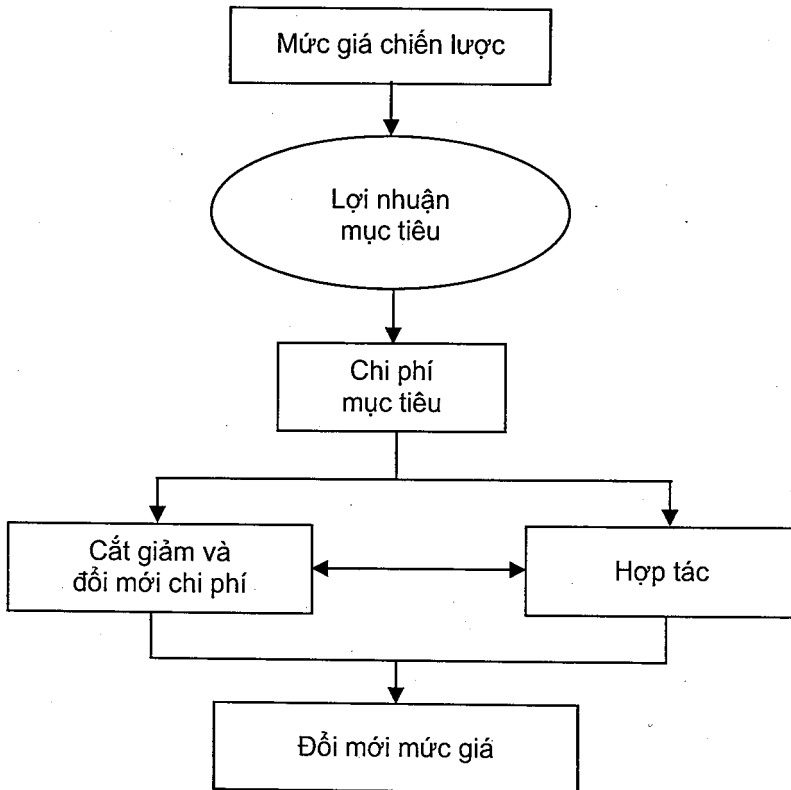 Mức giá chiến lược
Lợi nhuận
mục tiêu
Chi phí
mục tiêu
Cắt giảm và
đổi mới chi phí
Hợp tác
Đổi mới mức giá